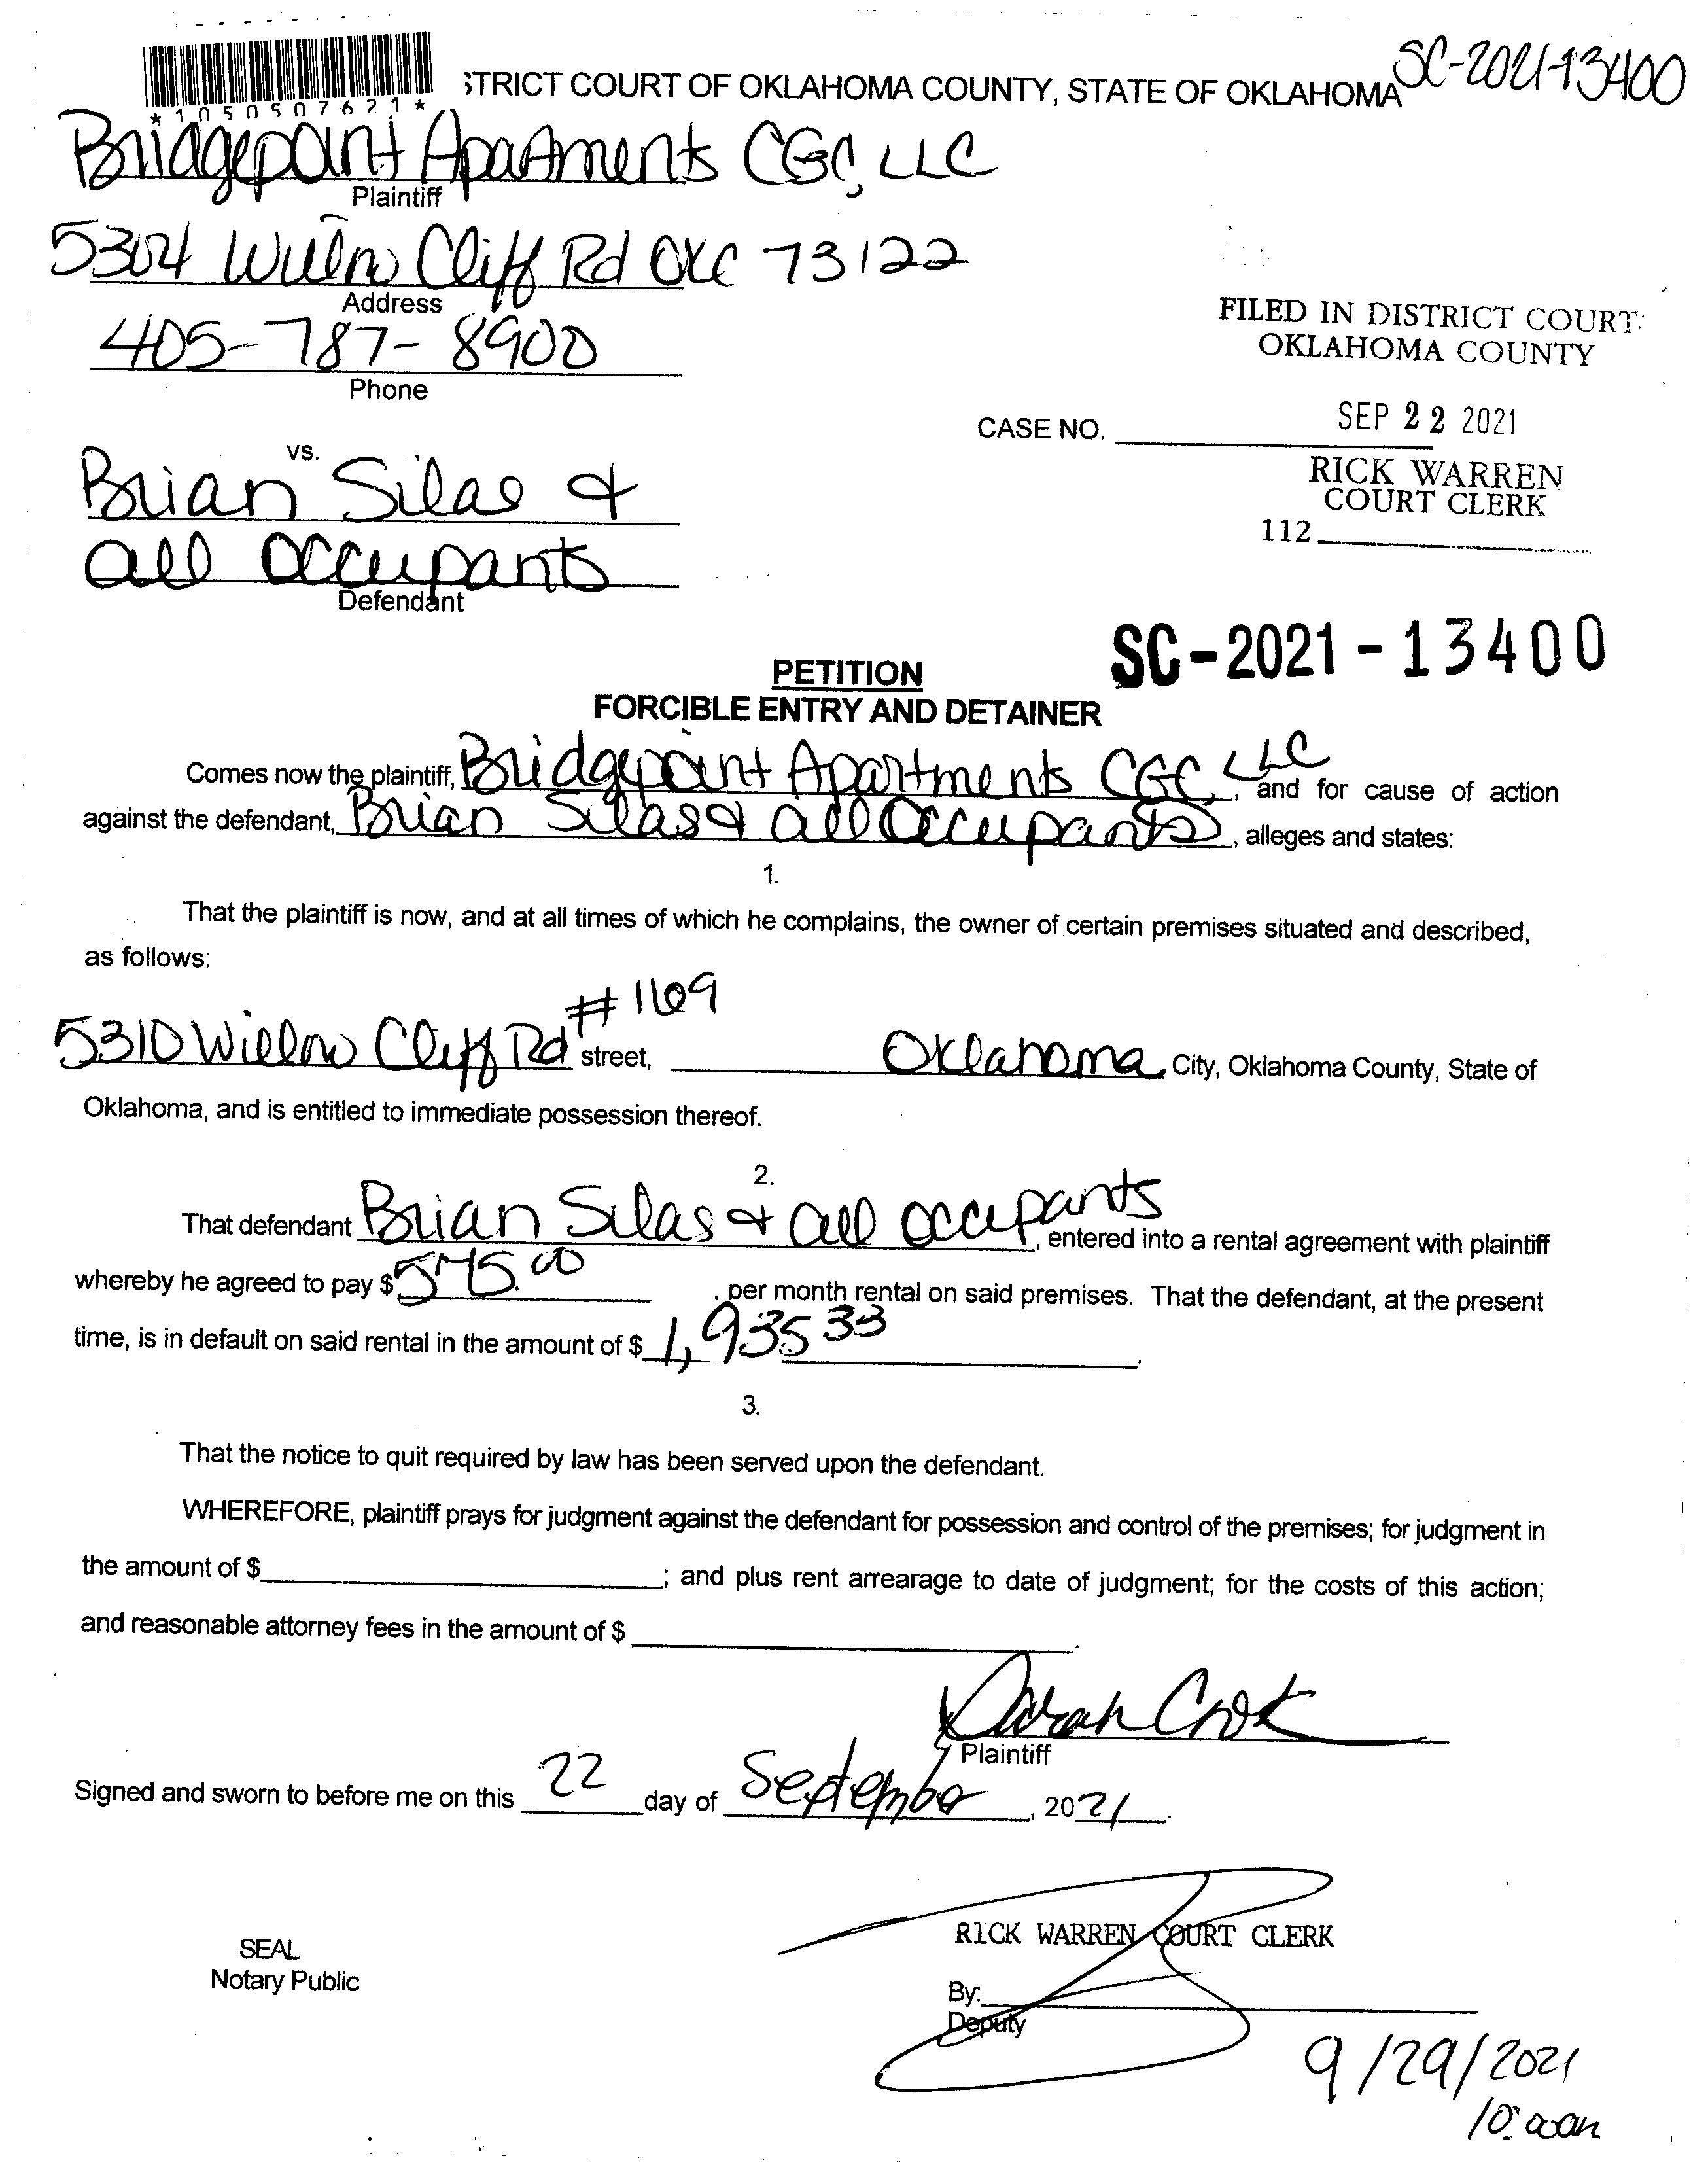 STRICT COURT OF OKLAHOMA COUNTY, STATE OF OKLAHOMA SC-2021-13400
*1050507621*
Bridgepoint Apartments CGC, LLC
Plaintiff
5304 Willow Cliff Rd OKC 73122
Address
405-787-8900
Phone
FILED IN DISTRICT COURT
OKLAHOMA COUNTY
SEP 22 2021
CASE NO.
RICK WARREN
COURT CLERK
112
vs.
Brian Silas &
all occupants
Defendant
SC-2021-13400
PETITION
FORCIBLE ENTRY AND DETAINER
Comes now the plaintiff, Bridgepoint Apartments CGC, LLC, and for cause of action
against the defendant, Brian Silas & all Occupants, alleges and states:
1.
That the plaintiff is now, and at all times of which he complains, the owner of certain premises situated and described,
as follows:
# 1169
5310 Willow Cliff Rd street, Oklahoma City, Oklahoma County, State of
Oklahoma, and is entitled to immediate possession thereof.
2.
That defendant Brian Silas & all occupants, entered into a rental agreement with plaintiff
whereby he agreed to pay $575.00. per month rental on said premises. That the defendant, at the present
time, is in default on said rental in the amount of $1,935 33.
3.
That the notice to quit required by law has been served upon the defendant.
WHEREFORE, plaintiff prays for judgment against the defendant for possession and control of the premises; for judgment in
the amount of $; and plus rent arrearage to date of judgment; for the costs of this action;
and reasonable attorney fees in the amount of $.
Sarah Cook
Plaintiff
Signed and sworn to before me on this 22 day of September, 2021.
RICK WARREN COURT CLERK
SEAL
Notary Public
By:
Deputy
9/29/2021
10:00am